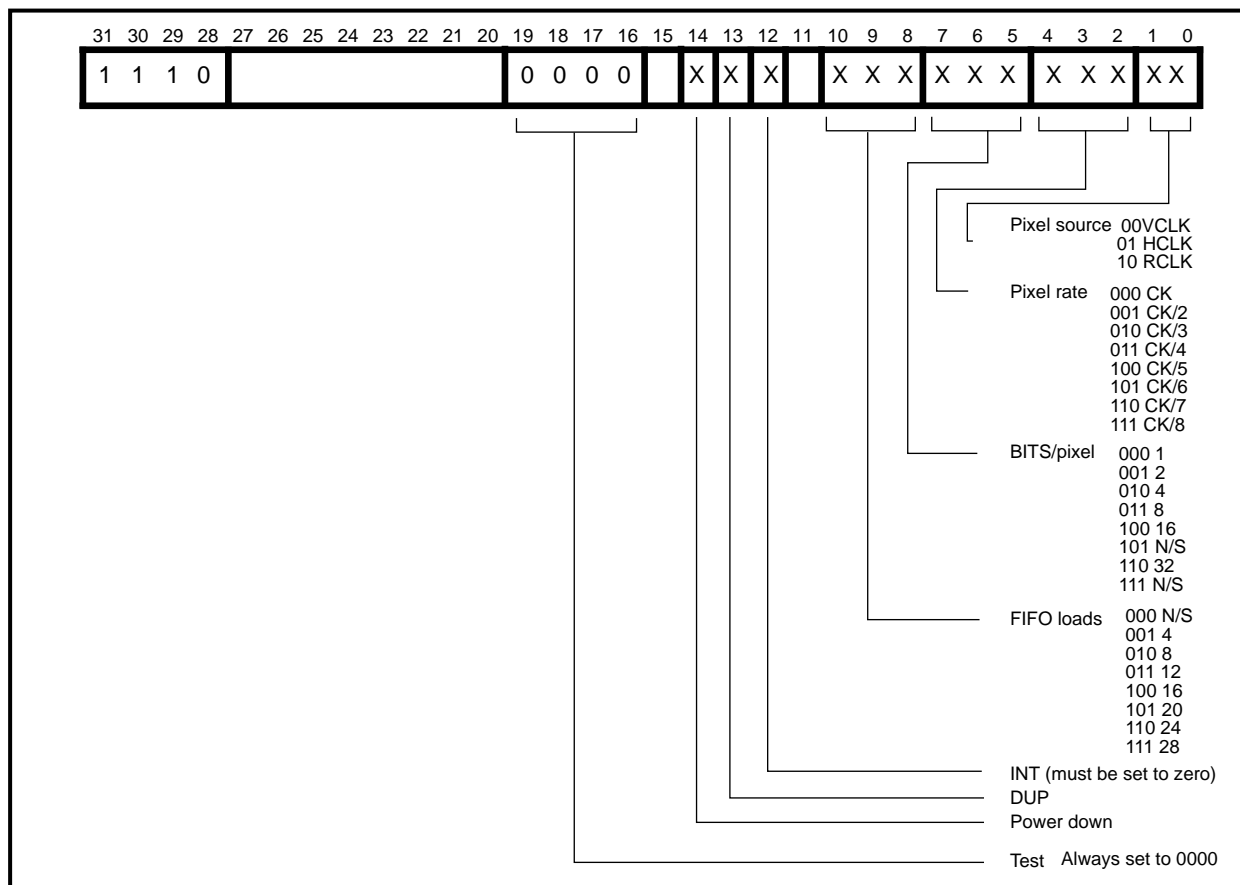 31 30 29 28 27 26 25 24 23 22 21 20 19 18 17 16 15 14 13 12 11 10 9 8 7 6 5 4 3 2 1 0
1 1 1 0 0 0 0 0 X X X X X X X X X X X X X X
Pixel source 00VCLK
01 HCLK
10 RCLK
Pixel rate 000 CK
001 CK/2
010 CK/3
011 CK/4
100 CK/5
101 CK/6
110 CK/7
111 CK/8
BITS/pixel 000 1
001 2
010 4
011 8
100 16
101 N/S
110 32
111 N/S
FIFO loads 000 N/S
001 4
010 8
011 12
100 16
101 20
110 24
111 28
INT (must be set to zero)
DUP
Power down
Test Always set to 0000